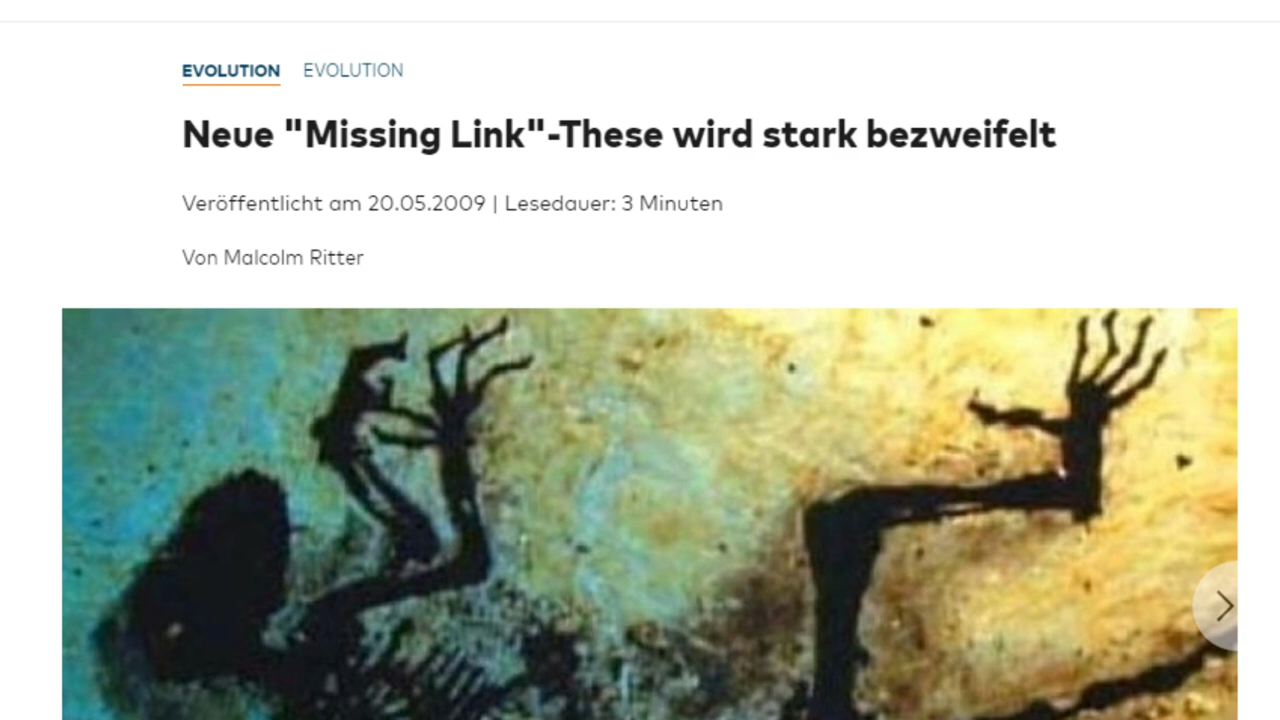 EVOLUTION EVOLUTION
Neue "Missing Link"-These wird stark bezweifelt
Veröffentlicht am 20.05.2009 | Lesedauer: 3 Minuten
Von Malcolm Ritter